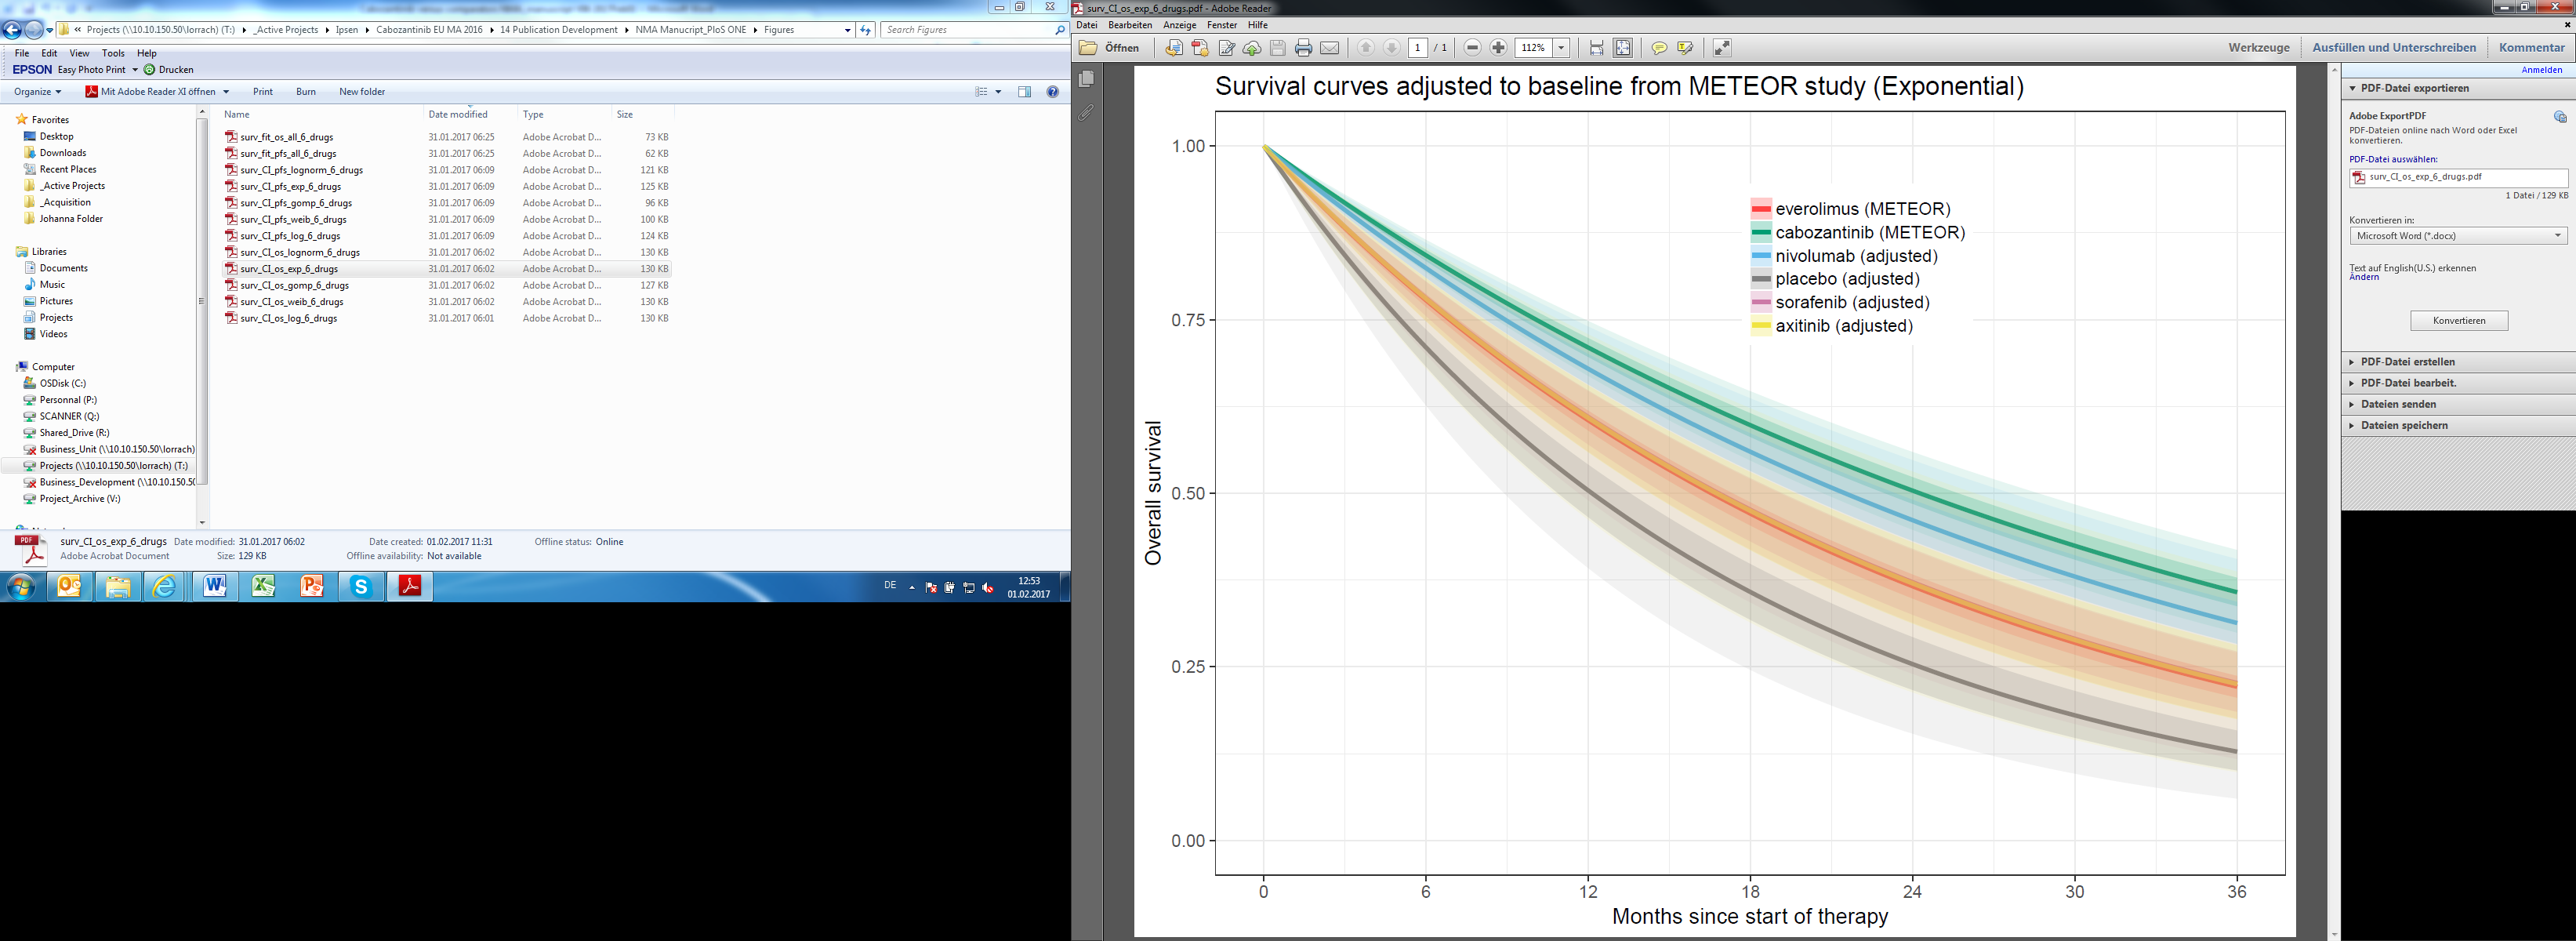 « Projects (\\10.10.150.50\lorrach) (T:) ▸ _Active Projects ▸ Ipsen ▸ Cabozantinib EU MA 2016 ▸ 14 Publication Development ▸ NMA Manucript_PloS ONE ▸ Figures
Search Figures
File Edit View Tools Help
EPSON Easy Photo Print Drucken
Organize Mit Adobe Reader XI öffnen Print Burn New folder
Favorites
Desktop
Downloads
Recent Places
_Active Projects
_Acquisition
Johanna Folder
Libraries
Documents
Music
Pictures
Projects
Videos
Computer
OSDisk (C:)
Personnal (P:)
SCANNER (Q:)
Shared_Drive (R:)
Business_Unit (\\10.10.150.50\lorrach)
Projects (\\10.10.150.50\lorrach) (T:)
Business_Development (\\10.10.150.50
Project_Archive (V:)
Name Date modified Type Size
surv_fit_os_all_6_drugs 31.01.2017 06:25 Adobe Acrobat D... 73 KB
surv_fit_pfs_all_6_drugs 31.01.2017 06:25 Adobe Acrobat D... 62 KB
surv_CI_pfs_lognorm_6_drugs 31.01.2017 06:09 Adobe Acrobat D... 121 KB
surv_CI_pfs_exp_6_drugs 31.01.2017 06:09 Adobe Acrobat D... 125 KB
surv_CI_pfs_gomp_6_drugs 31.01.2017 06:09 Adobe Acrobat D... 96 KB
surv_CI_pfs_weib_6_drugs 31.01.2017 06:09 Adobe Acrobat D... 100 KB
surv_CI_pfs_log_6_drugs 31.01.2017 06:09 Adobe Acrobat D... 124 KB
surv_CI_os_lognorm_6_drugs 31.01.2017 06:02 Adobe Acrobat D... 130 KB
surv_CI_os_exp_6_drugs 31.01.2017 06:02 Adobe Acrobat D... 130 KB
surv_CI_os_gomp_6_drugs 31.01.2017 06:02 Adobe Acrobat D... 127 KB
surv_CI_os_weib_6_drugs 31.01.2017 06:02 Adobe Acrobat D... 130 KB
surv_CI_os_log_6_drugs 31.01.2017 06:01 Adobe Acrobat D... 130 KB
PDF
surv_CI_os_exp_6_drugs Date modified: 31.01.2017 06:02 Date created: 01.02.2017 11:31 Offline status: Online
Adobe Acrobat Document Size: 129 KB Offline availability: Not available
DE
12:53
01.02.2017
surv_CI_os_exp_6_drugs.pdf - Adobe Reader
Datei Bearbeiten Anzeige Fenster Hilfe
Öffnen 1 / 1 112% Werkzeuge Ausfüllen und Unterschreiben Kommentar
Survival curves adjusted to baseline from METEOR study (Exponential)
Overall survival
1.00
0.75
0.50
0.25
0.00
everolimus (METEOR)
cabozantinib (METEOR)
nivolumab (adjusted)
placebo (adjusted)
sorafenib (adjusted)
axitinib (adjusted)
0 6 12 18 24 30 36
Months since start of therapy
Anmelden
PDF-Datei exportieren
Adobe ExportPDF
PDF-Dateien online nach Word oder Excel
konvertieren.
PDF-Datei auswählen:
surv_CI_os_exp_6_drugs.pdf
1 Datei / 129 KB
Konvertieren in:
Microsoft Word (*.docx)
Text auf English(U.S.) erkennen
Ändern
Konvertieren
PDF-Datei erstellen
PDF-Datei bearbeit.
Dateien senden
Dateien speichern